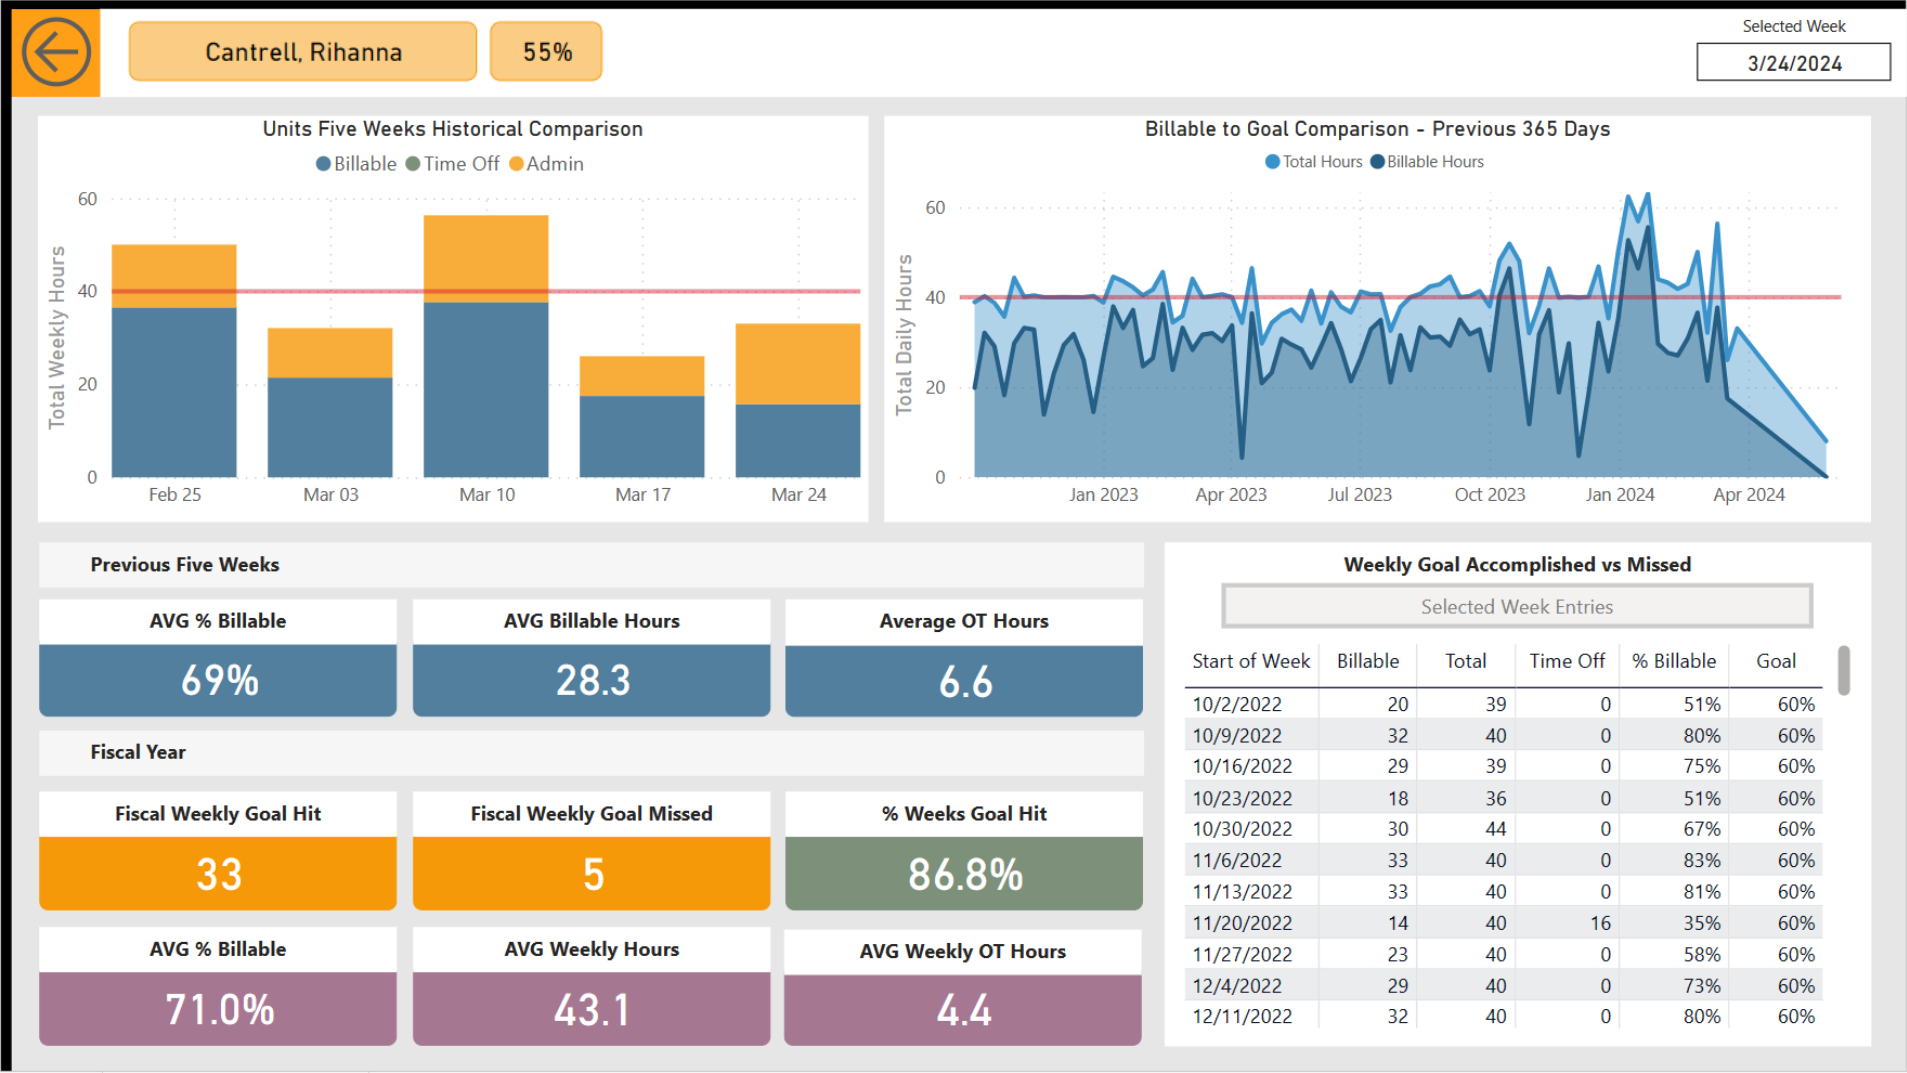 Cantrell, Rihanna
55%
Selected Week
3/24/2024
Units Five Weeks Historical Comparison
Billable Time Off Admin
Total Weekly Hours
60
40
20
0
Feb 25 Mar 03 Mar 10 Mar 17 Mar 24
Billable to Goal Comparison - Previous 365 Days
Total Hours Billable Hours
Total Daily Hours
60
40
20
0
Jan 2023 Apr 2023 Jul 2023 Oct 2023 Jan 2024 Apr 2024
Previous Five Weeks
AVG % Billable
69%
AVG Billable Hours
28.3
Average OT Hours
6.6
Fiscal Year
Fiscal Weekly Goal Hit
33
Fiscal Weekly Goal Missed
5
% Weeks Goal Hit
86.8%
AVG % Billable
71.0%
AVG Weekly Hours
43.1
AVG Weekly OT Hours
4.4
Weekly Goal Accomplished vs Missed
Selected Week Entries
Start of Week Billable Total Time Off % Billable Goal
10/2/2022 20 39 0 51% 60%
10/9/2022 32 40 0 80% 60%
10/16/2022 29 39 0 75% 60%
10/23/2022 18 36 0 51% 60%
10/30/2022 30 44 0 67% 60%
11/6/2022 33 40 0 83% 60%
11/13/2022 33 40 0 81% 60%
11/20/2022 14 40 16 35% 60%
11/27/2022 23 40 0 58% 60%
12/4/2022 29 40 0 73% 60%
12/11/2022 32 40 0 80% 60%